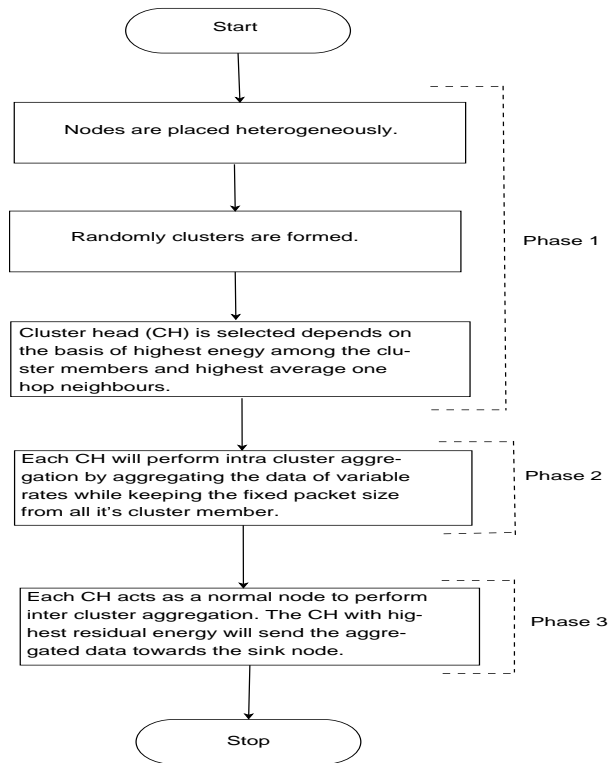 Start
Nodes are placed heterogeneously.
Randomly clusters are formed.
Phase 1
Cluster head (CH) is selected depends on
the basis of highest enegy among the clu-
ster members and highest average one
hop neighbours.
Each CH will perform intra cluster aggre-
gation by aggregating the data of variable
rates while keeping the fixed packet size
from all it's cluster member.
Phase 2
Each CH acts as a normal node to perform
inter cluster aggregation. The CH with hig-
hest residual energy will send the aggre-
gated data towards the sink node.
Phase 3
Stop